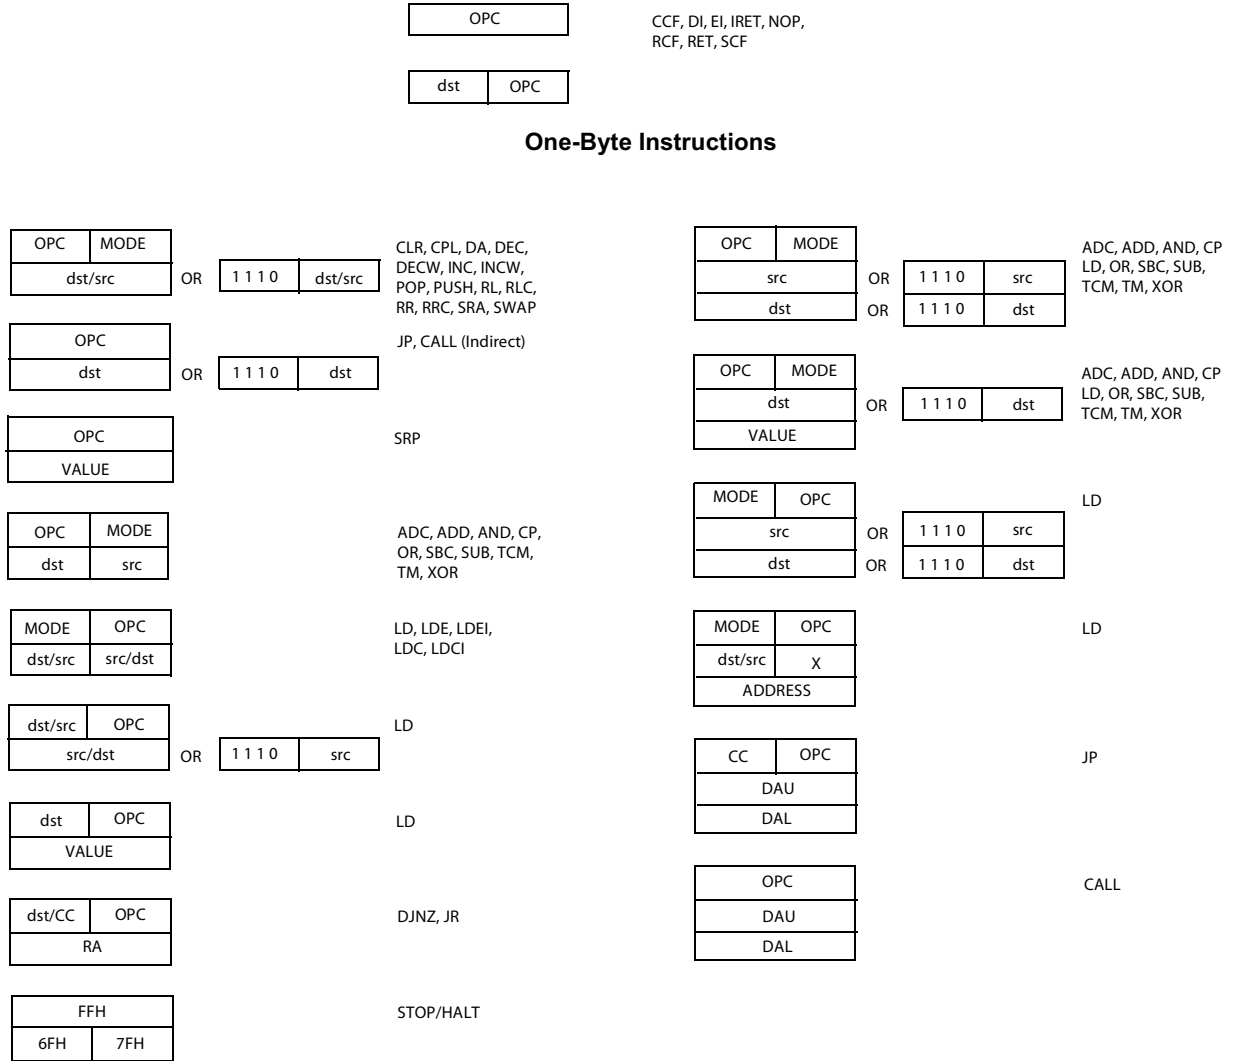 OPC
CCF, DI, EI, IRET, NOP,
RCF, RET, SCF
dst OPC
One-Byte Instructions
OPC MODE
dst/src OR 1 1 1 0 dst/src
CLR, CPL, DA, DEC,
DECW, INC, INCW,
POP, PUSH, RL, RLC,
RR, RRC, SRA, SWAP
OPC
dst OR 1 1 1 0 dst
JP, CALL (Indirect)
OPC
VALUE
SRP
OPC MODE
dst src
ADC, ADD, AND, CP,
OR, SBC, SUB, TCM,
TM, XOR
MODE OPC
dst/src src/dst
LD, LDE, LDEI,
LDC, LDCI
dst/src OPC
src/dst OR 1 1 1 0 src
LD
dst OPC
VALUE
LD
dst/CC OPC
RA
DJNZ, JR
FFH
6FH 7FH
STOP/HALT
OPC MODE
src OR 1 1 1 0 src
dst OR 1 1 1 0 dst
ADC, ADD, AND, CP
LD, OR, SBC, SUB,
TCM, TM, XOR
OPC MODE
dst OR 1 1 1 0 dst
VALUE
ADC, ADD, AND, CP
LD, OR, SBC, SUB,
TCM, TM, XOR
MODE OPC
src OR 1 1 1 0 src
dst OR 1 1 1 0 dst
LD
MODE OPC
dst/src X
ADDRESS
LD
CC OPC
DAU
DAL
JP
OPC
DAU
DAL
CALL